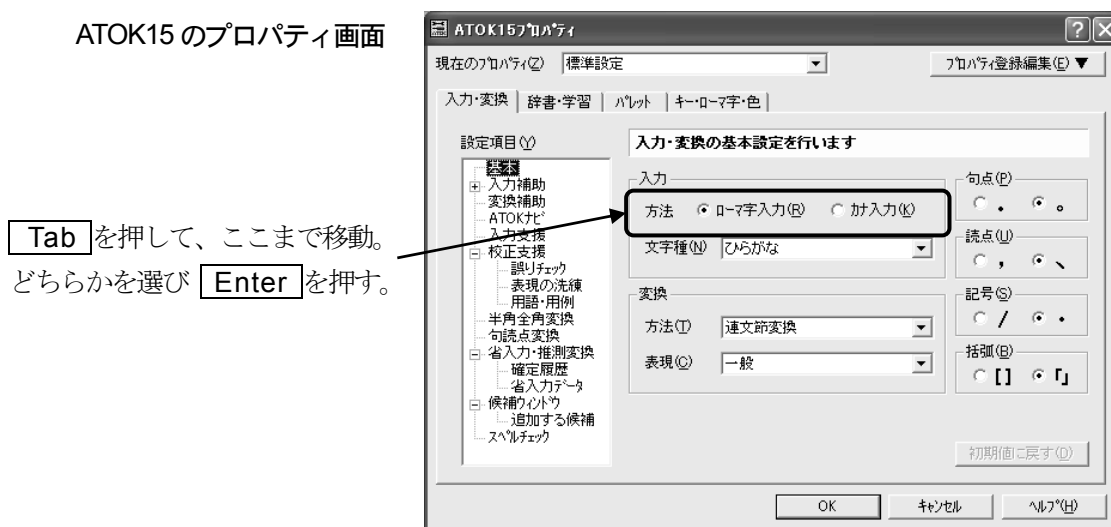 ATOK15 のプロパティ画面
Tab を押して、ここまで移動。
どちらかを選び Enter を押す。
ATOK15ﾌﾟﾛﾊﾟﾃｨ
現在のﾌﾟﾛﾊﾟﾃｨ(Z) 標準設定 ﾌﾟﾛﾊﾟﾃｨ登録編集(E) ▼
入力・変換 辞書・学習 ﾊﾟﾚｯﾄ ｷｰ・ﾛｰﾏ字・色
設定項目(Y)
基本
入力補助
変換補助
ATOKﾅﾋﾞ
入力支援
校正支援
誤りﾁｪｯｸ
表現の洗練
用語・用例
半角全角変換
句読点変換
省入力・推測変換
確定履歴
省入力ﾃﾞｰﾀ
候補ｳｨﾝﾄﾞｳ
追加する候補
ｽﾍﾟﾙﾁｪｯｸ
入力・変換の基本設定を行います
入力
方法 ﾛｰﾏ字入力(R) ｶﾅ入力(K)
文字種(N) ひらがな
変換
方法(T) 連文節変換
表現(C) 一般
句点(P)
． 。
読点(U)
， 、
記号(S)
/ ・
括弧(B)
[] 「」
初期値に戻す(D)
OK ｷｬﾝｾﾙ ﾍﾙﾌﾟ(H)